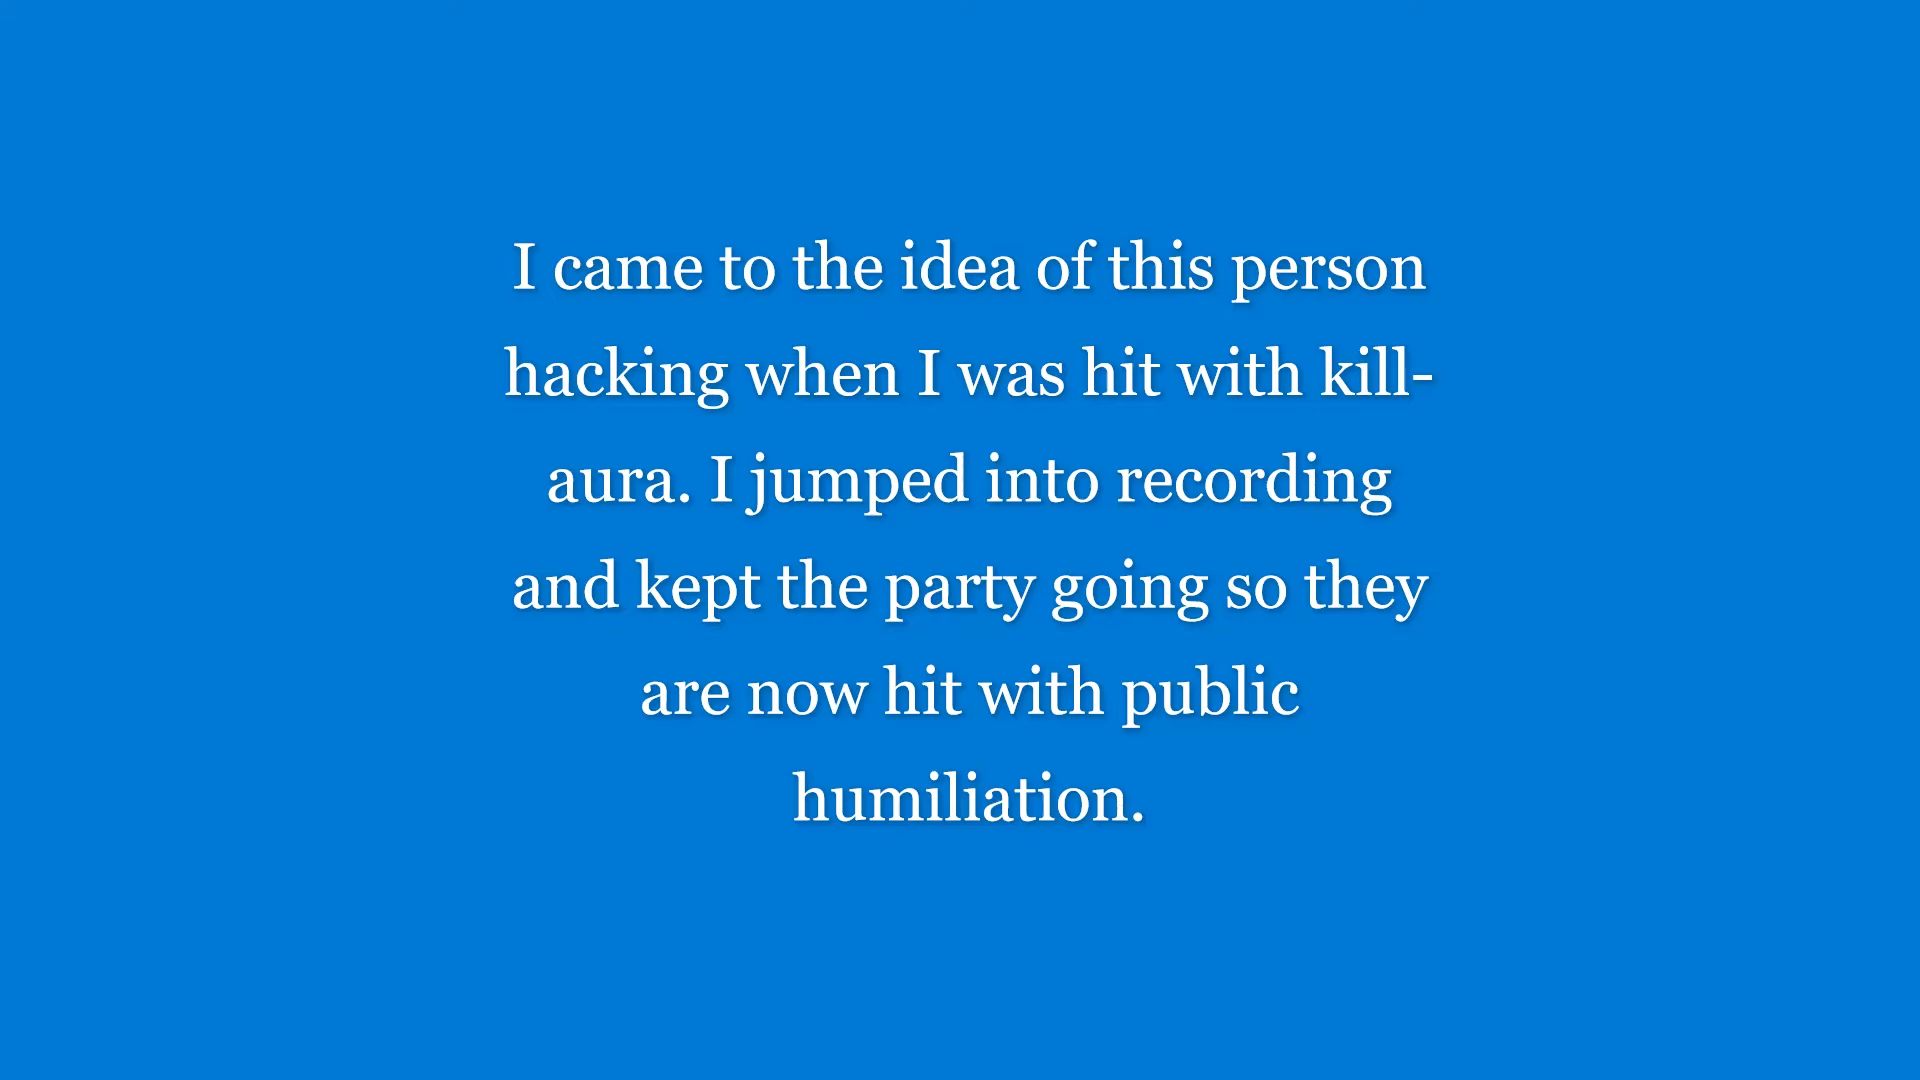 I came to the idea of this person
hacking when I was hit with kill-
aura. I jumped into recording
and kept the party going so they
are now hit with public
humiliation.